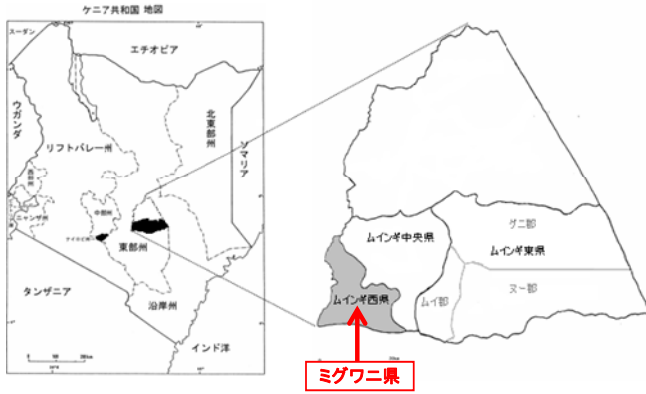 ケニア共和国 地図
スーダン
エチオピア
ウガンダ
リフトバレー州
北東部州
ソマリア
西部州
ニャンザ州
中部州
ナイロビ州
東部州
タンザニア
沿岸州
インド洋
ムインギ中央県
グニ郡
ムインギ東県
ムインギ西県
ムイ郡
ヌー郡
ミグワニ県